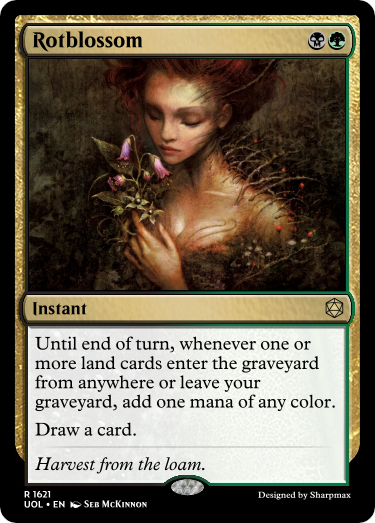 Rotblossom
Instant
Until end of turn, whenever one or
more land cards enter the graveyard
from anywhere or leave your
graveyard, add one mana of any color.
Draw a card.
Harvest from the loam.
R 1621
UOL • EN Seb McKinnon
Designed by Sharpmax